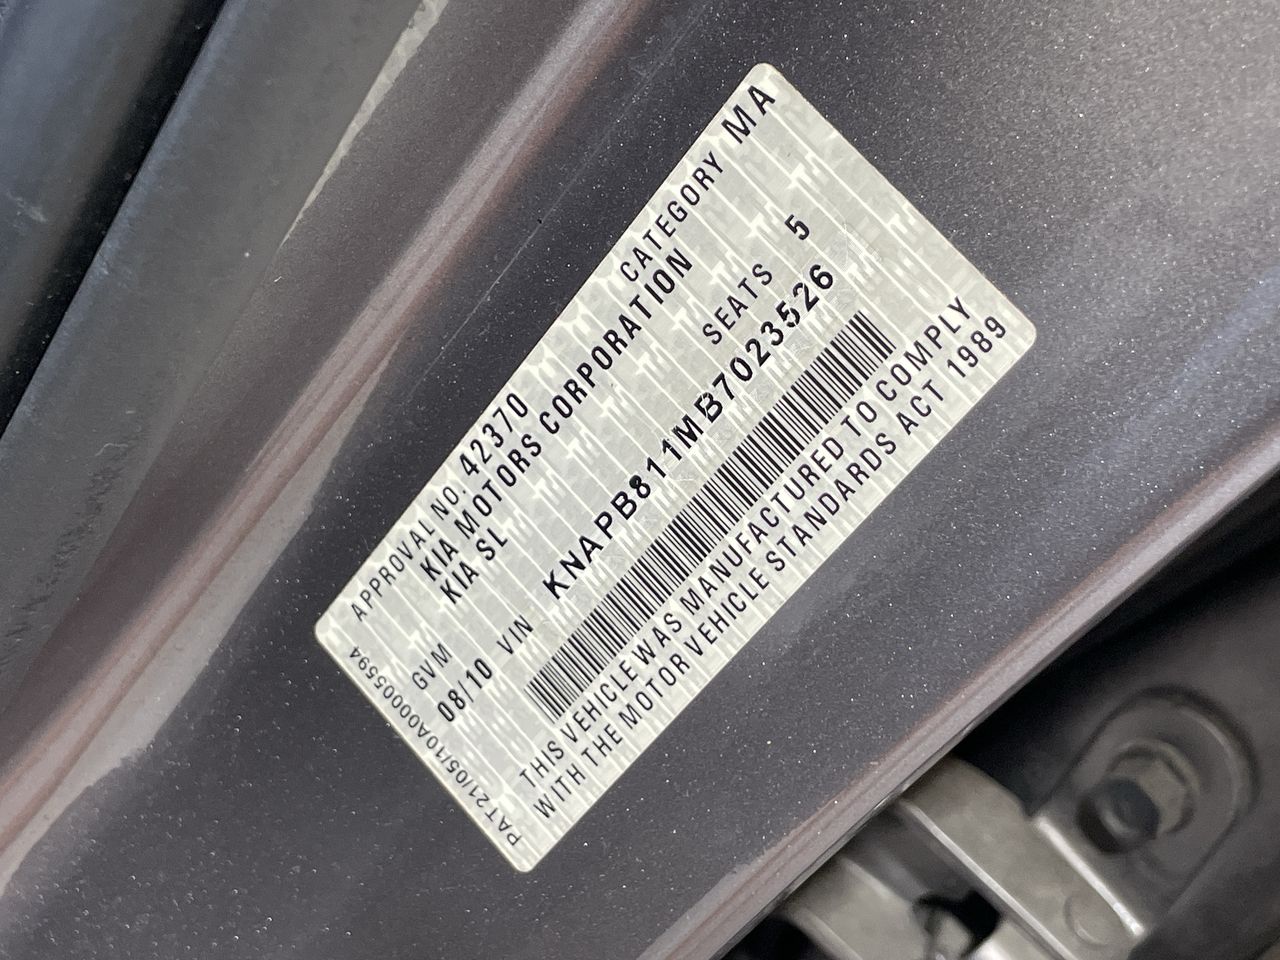 APPROVAL NO. 42370 CATEGORY MA
KIA MOTORS CORPORATION
KIA SL SEATS 5
GVM
08/10 VIN KNAPB811MB7023526
THIS VEHICLE WAS MANUFACTURED TO COMPLY
WITH THE MOTOR VEHICLE STANDARDS ACT 1989
PAT21/05/10A00005594